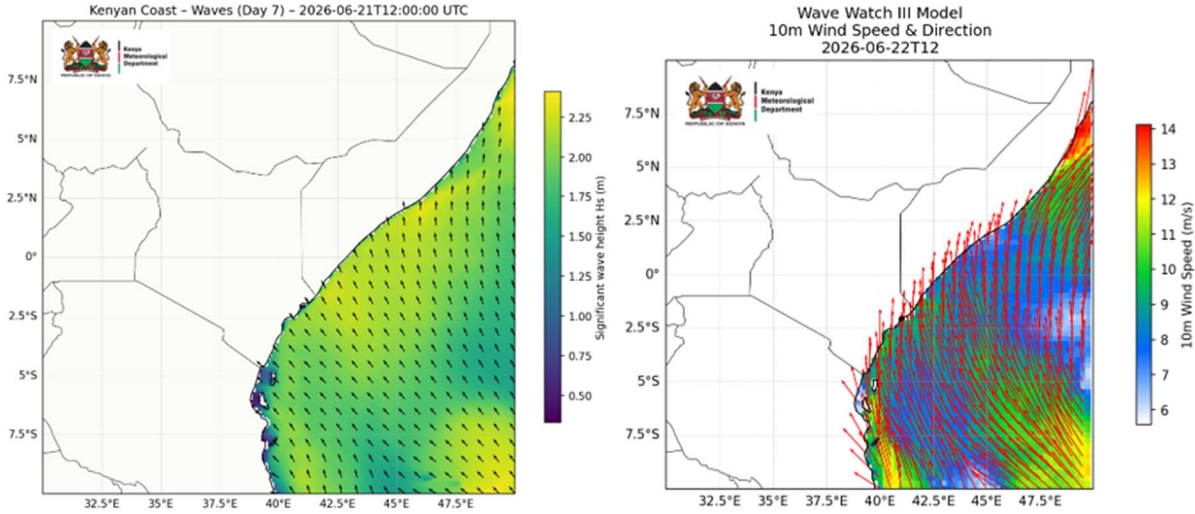 Kenyan Coast – Waves (Day 7) – 2026-06-21T12:00:00 UTC
Kenya
Meteorological
Department
REPUBLIC OF KENYA
7.5°N
5°N
2.5°N
0°
2.5°S
5°S
7.5°S
32.5°E 35°E 37.5°E 40°E 42.5°E 45°E 47.5°E
2.25
2.00
1.75
1.50
1.25
1.00
0.75
0.50
Significant wave height Hs (m)
Wave Watch III Model
10m Wind Speed & Direction
2026-06-22T12
Kenya
Meteorological
Department
REPUBLIC OF KENYA
7.5°N
5°N
2.5°N
0°
2.5°S
5°S
7.5°S
32.5°E 35°E 37.5°E 40°E 42.5°E 45°E 47.5°E
14
13
12
11
10
9
8
7
6
10m Wind Speed (m/s)